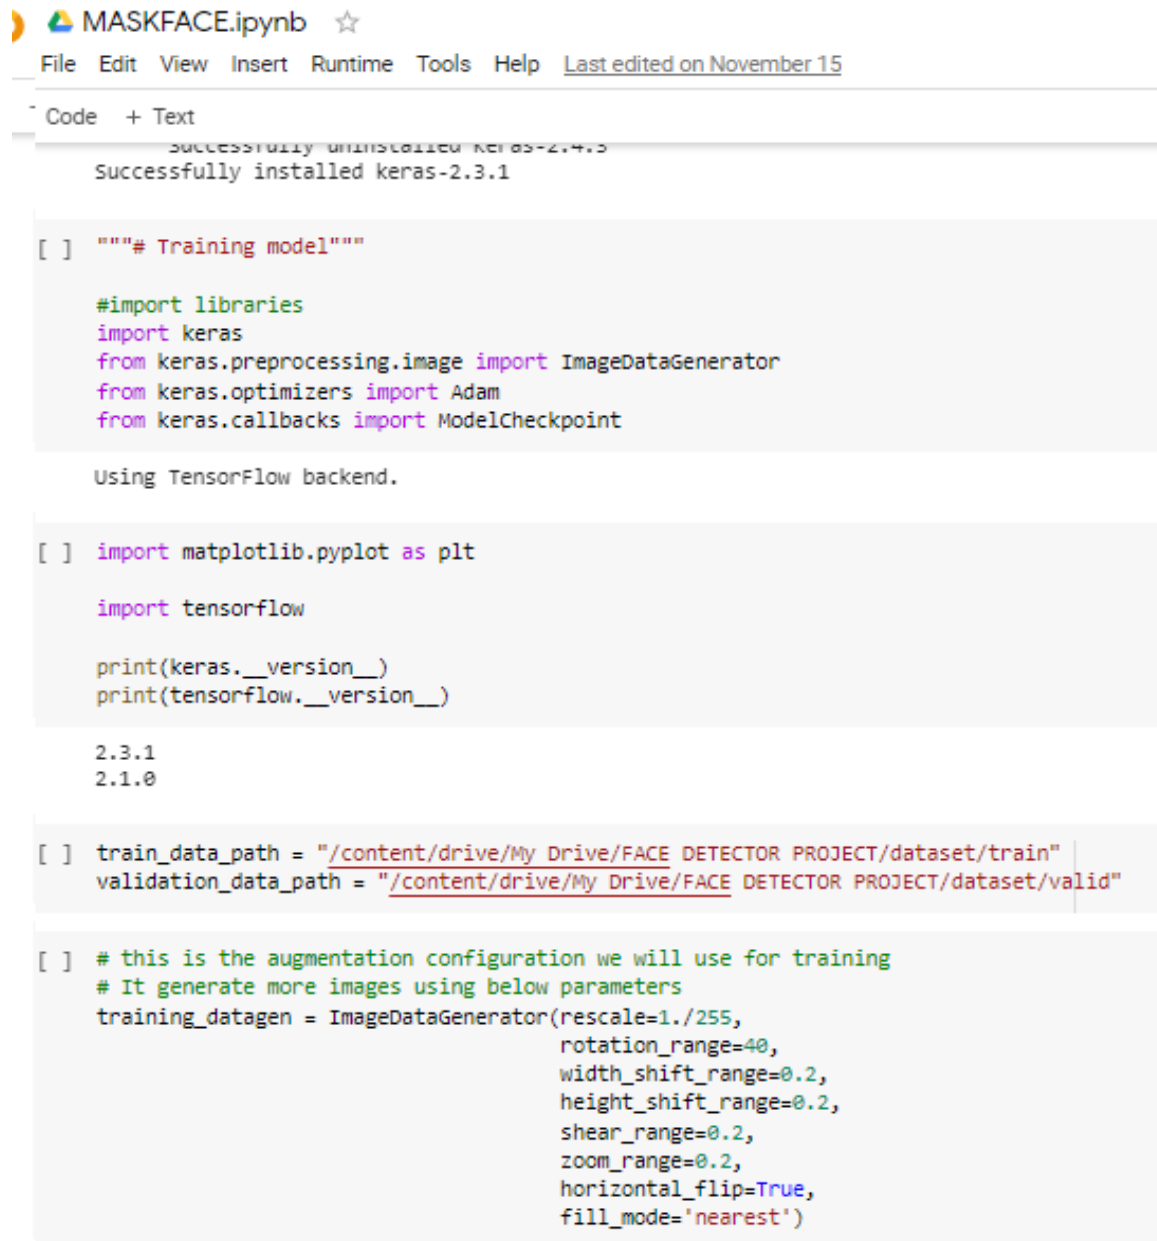 MASKFACE.ipynb
File Edit View Insert Runtime Tools Help Last edited on November 15
Code + Text
Successfully uninstalled Keras-2.4.3
Successfully installed keras-2.3.1
[ ] """# Training model"""
#import libraries
import keras
from keras.preprocessing.image import ImageDataGenerator
from keras.optimizers import Adam
from keras.callbacks import ModelCheckpoint
Using TensorFlow backend.
[ ] import matplotlib.pyplot as plt
import tensorflow
print(keras.__version__)
print(tensorflow.__version__)
2.3.1
2.1.0
[ ] train_data_path = "/content/drive/My Drive/FACE DETECTOR PROJECT/dataset/train"
validation_data_path = "/content/drive/My Drive/FACE DETECTOR PROJECT/dataset/valid"
[ ] # this is the augmentation configuration we will use for training
# It generate more images using below parameters
training_datagen = ImageDataGenerator(rescale=1./255,
rotation_range=40,
width_shift_range=0.2,
height_shift_range=0.2,
shear_range=0.2,
zoom_range=0.2,
horizontal_flip=True,
fill_mode='nearest')